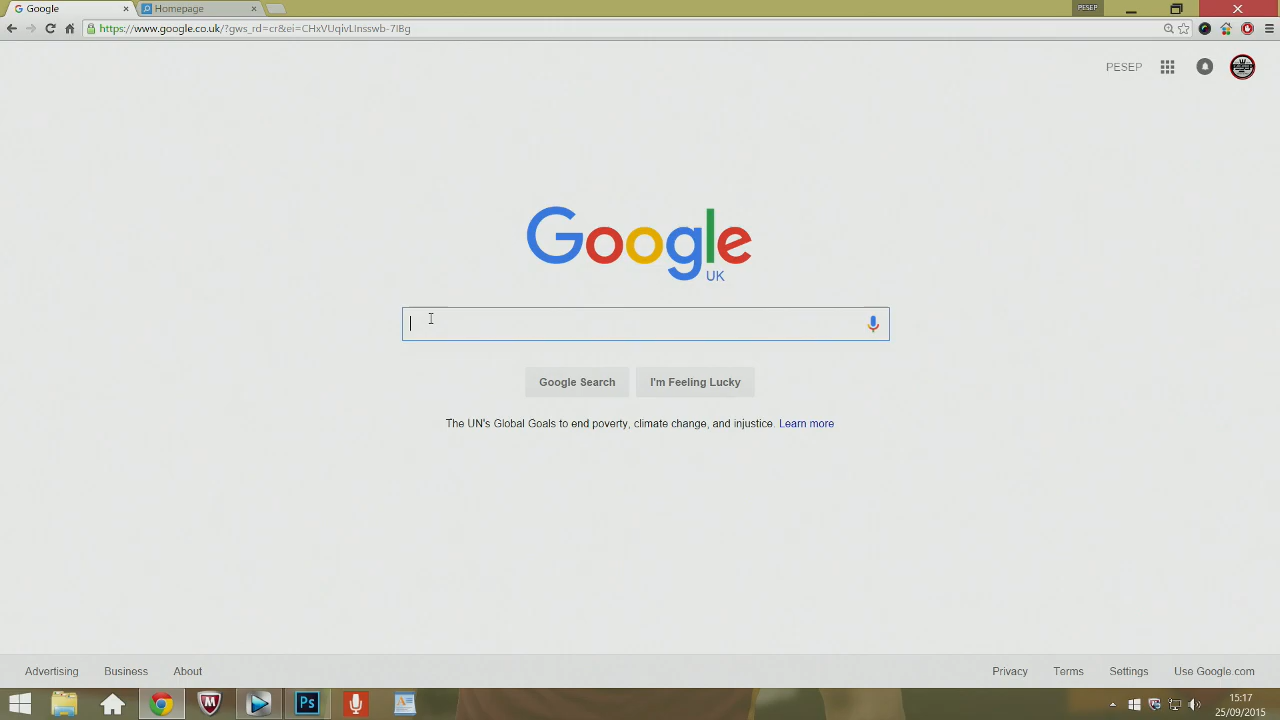 Google
Homepage
PESEP
https://www.google.co.uk/?gws_rd=cr&ei=CHxVUqivLInsswb-7IBg
PESEP
Google
UK
Google Search
I'm Feeling Lucky
The UN's Global Goals to end poverty, climate change, and injustice. Learn more
Advertising
Business
About
Privacy
Terms
Settings
Use Google.com
Ps
15:17
25/09/2015